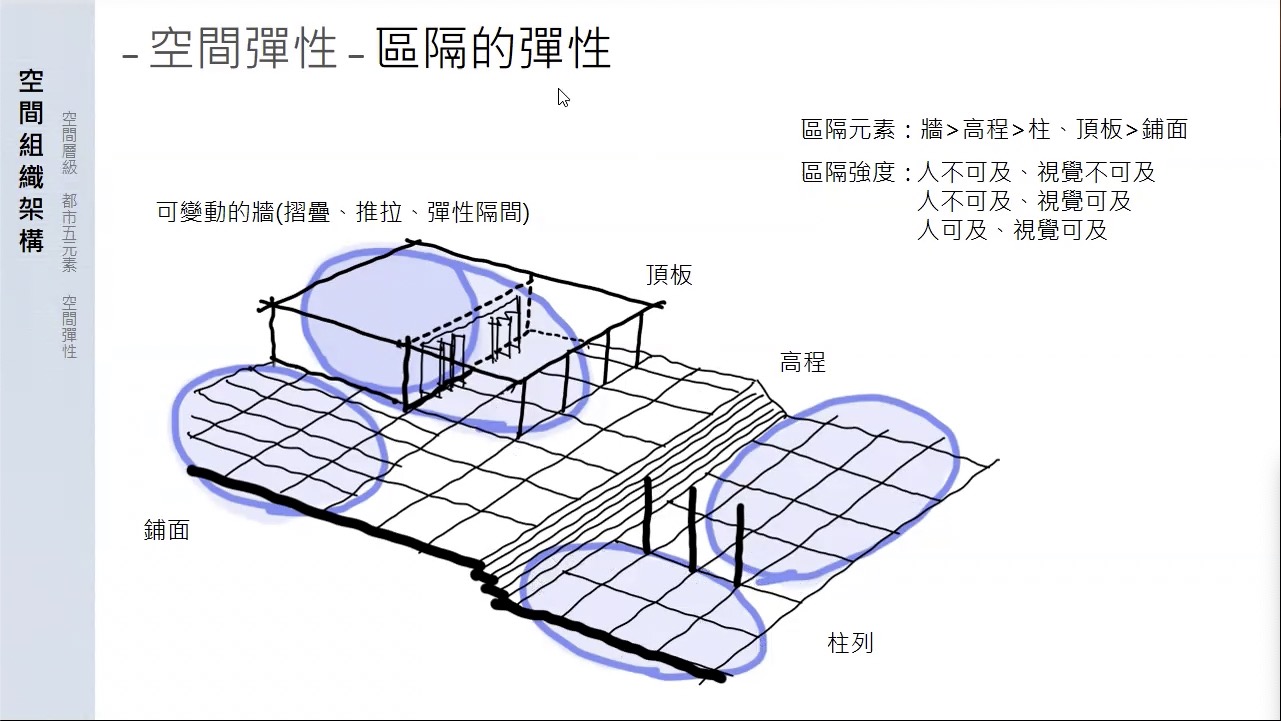 空間組織架構
空間層級 都市五元素 空間彈性
–空間彈性–區隔的彈性
區隔元素:牆>高程>柱、頂板>鋪面
區隔強度:人不可及、視覺不可及
人不可及、視覺可及
人可及、視覺可及
可變動的牆(摺疊、推拉、彈性隔間)
頂板
高程
鋪面
柱列